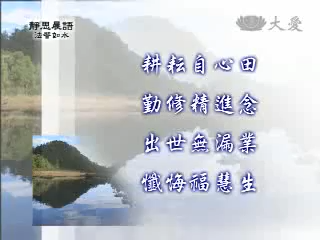 靜思晨語
法譬如水
大愛
耕耘自心田
勤修精進念
出世無漏業
懺悔福慧生